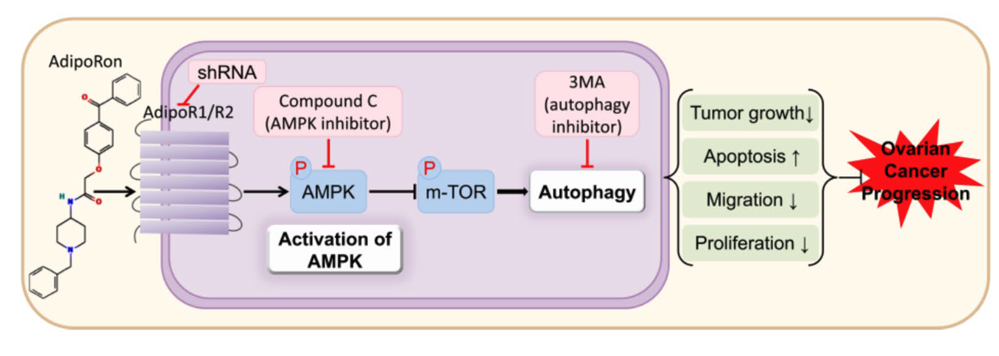 AdipoRon
O
O
H
N
O
N
shRNA
AdipoR1/R2
Compound C
(AMPK inhibitor)
P
AMPK
Activation of
AMPK
P
m-TOR
3MA
(autophagy
inhibitor)
Autophagy
Tumor growth↓
Apoptosis ↑
Migration ↓
Proliferation ↓
Ovarian
Cancer
Progression